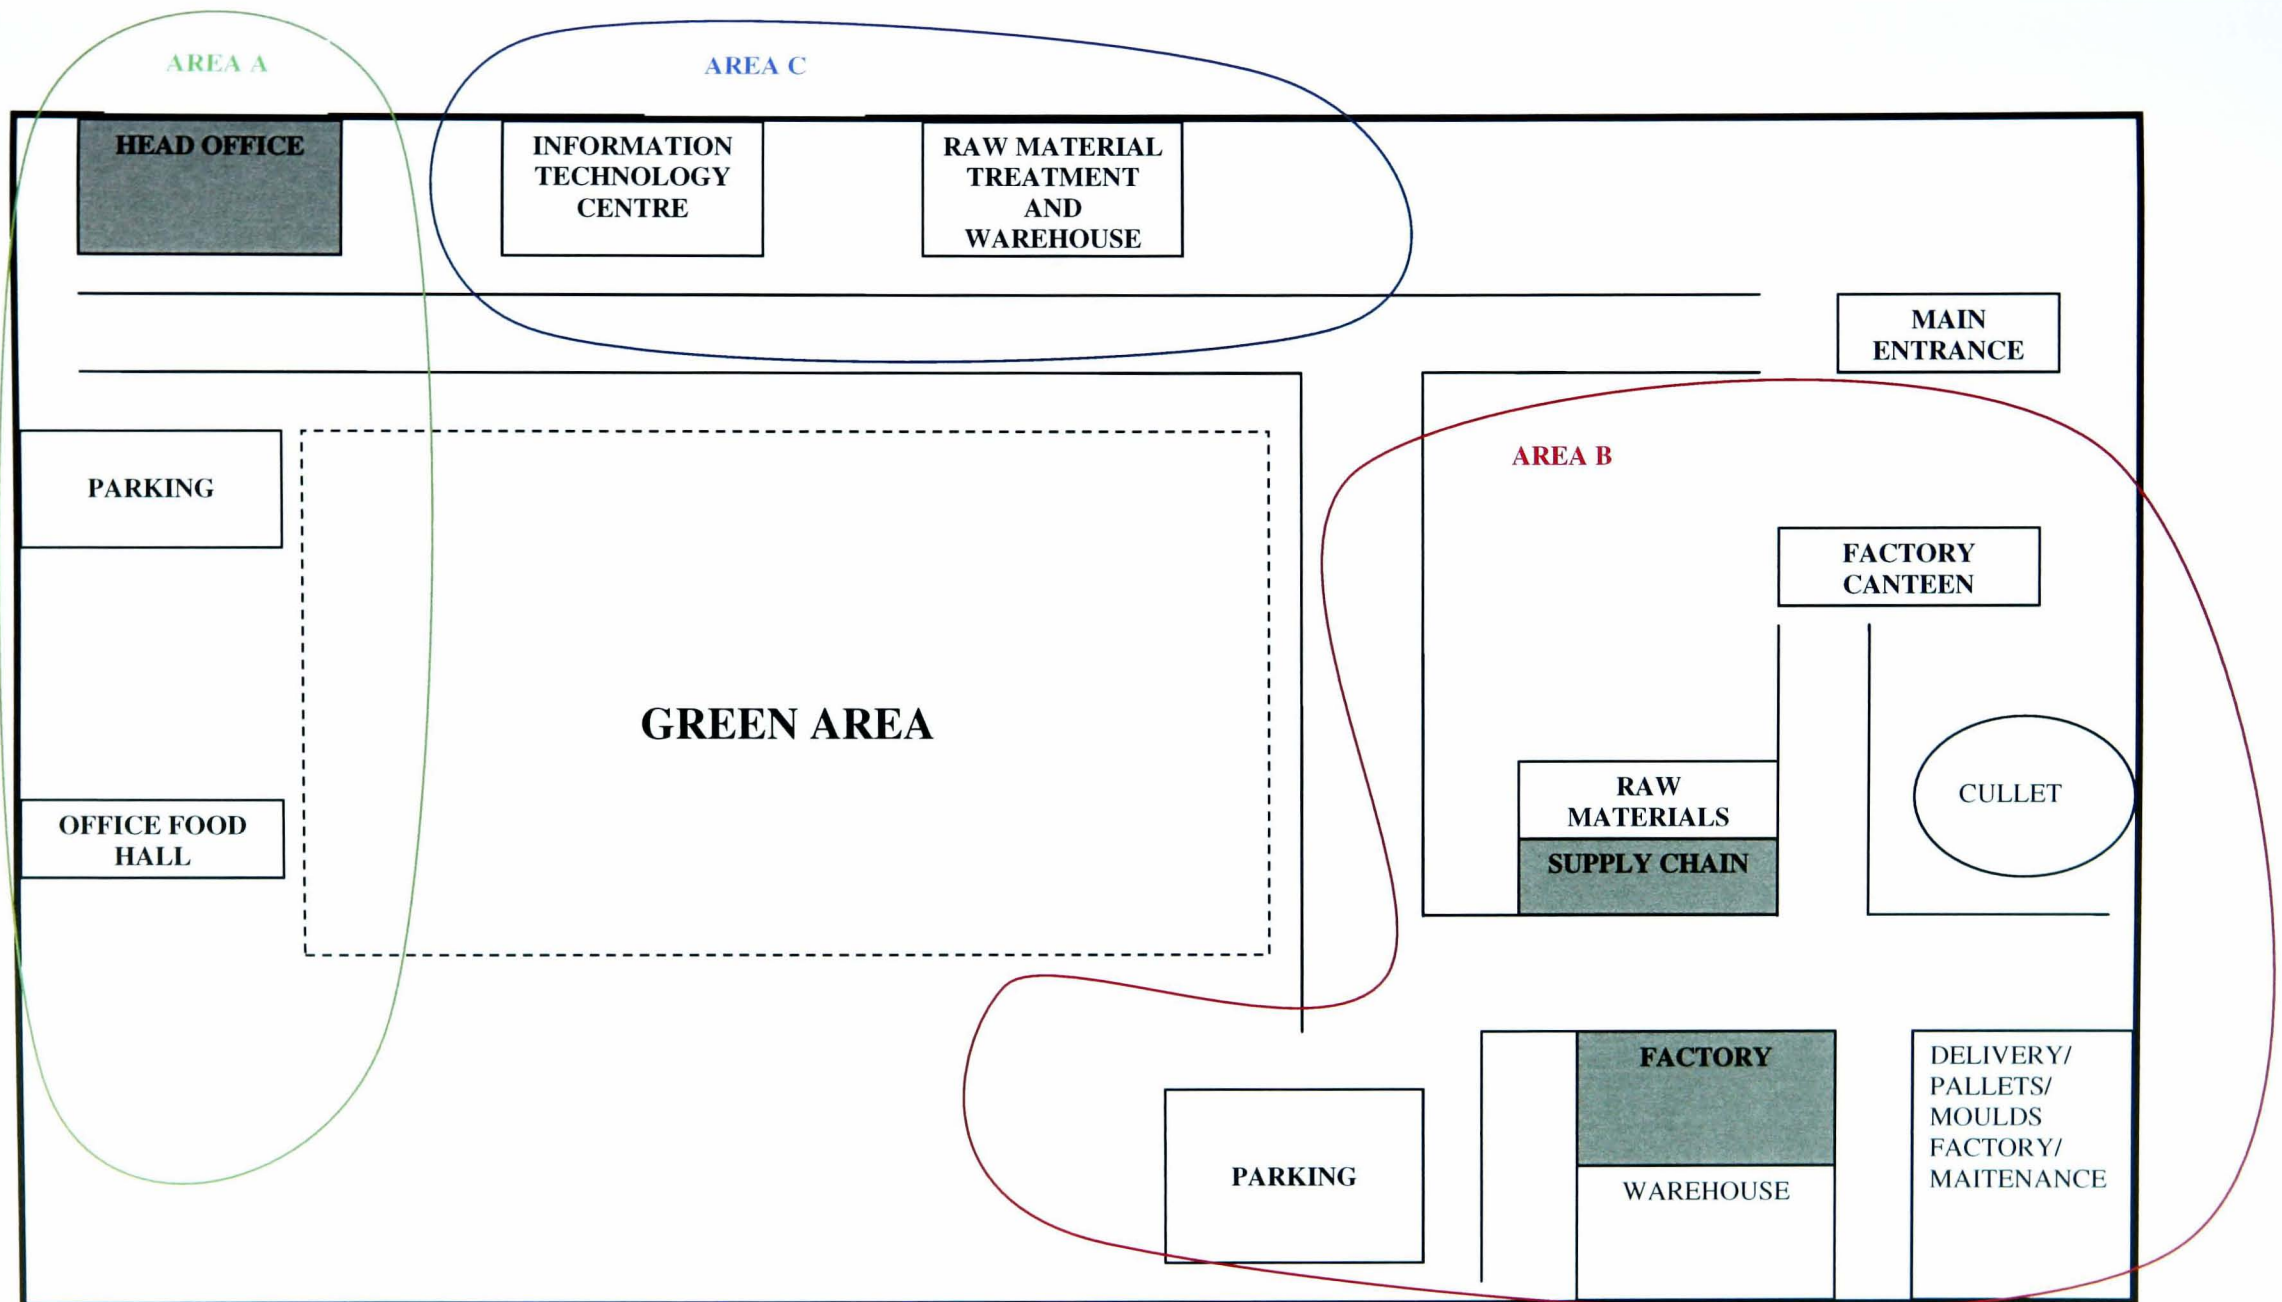 AREA A
AREA C
HEAD OFFICE
INFORMATION
TECHNOLOGY
CENTRE
RAW MATERIAL
TREATMENT
AND
WAREHOUSE
MAIN
ENTRANCE
PARKING
AREA B
FACTORY
CANTEEN
GREEN AREA
OFFICE FOOD
HALL
RAW
MATERIALS
SUPPLY CHAIN
CULLET
PARKING
FACTORY
WAREHOUSE
DELIVERY/
PALLETS/
MOULDS
FACTORY/
MAITENANCE